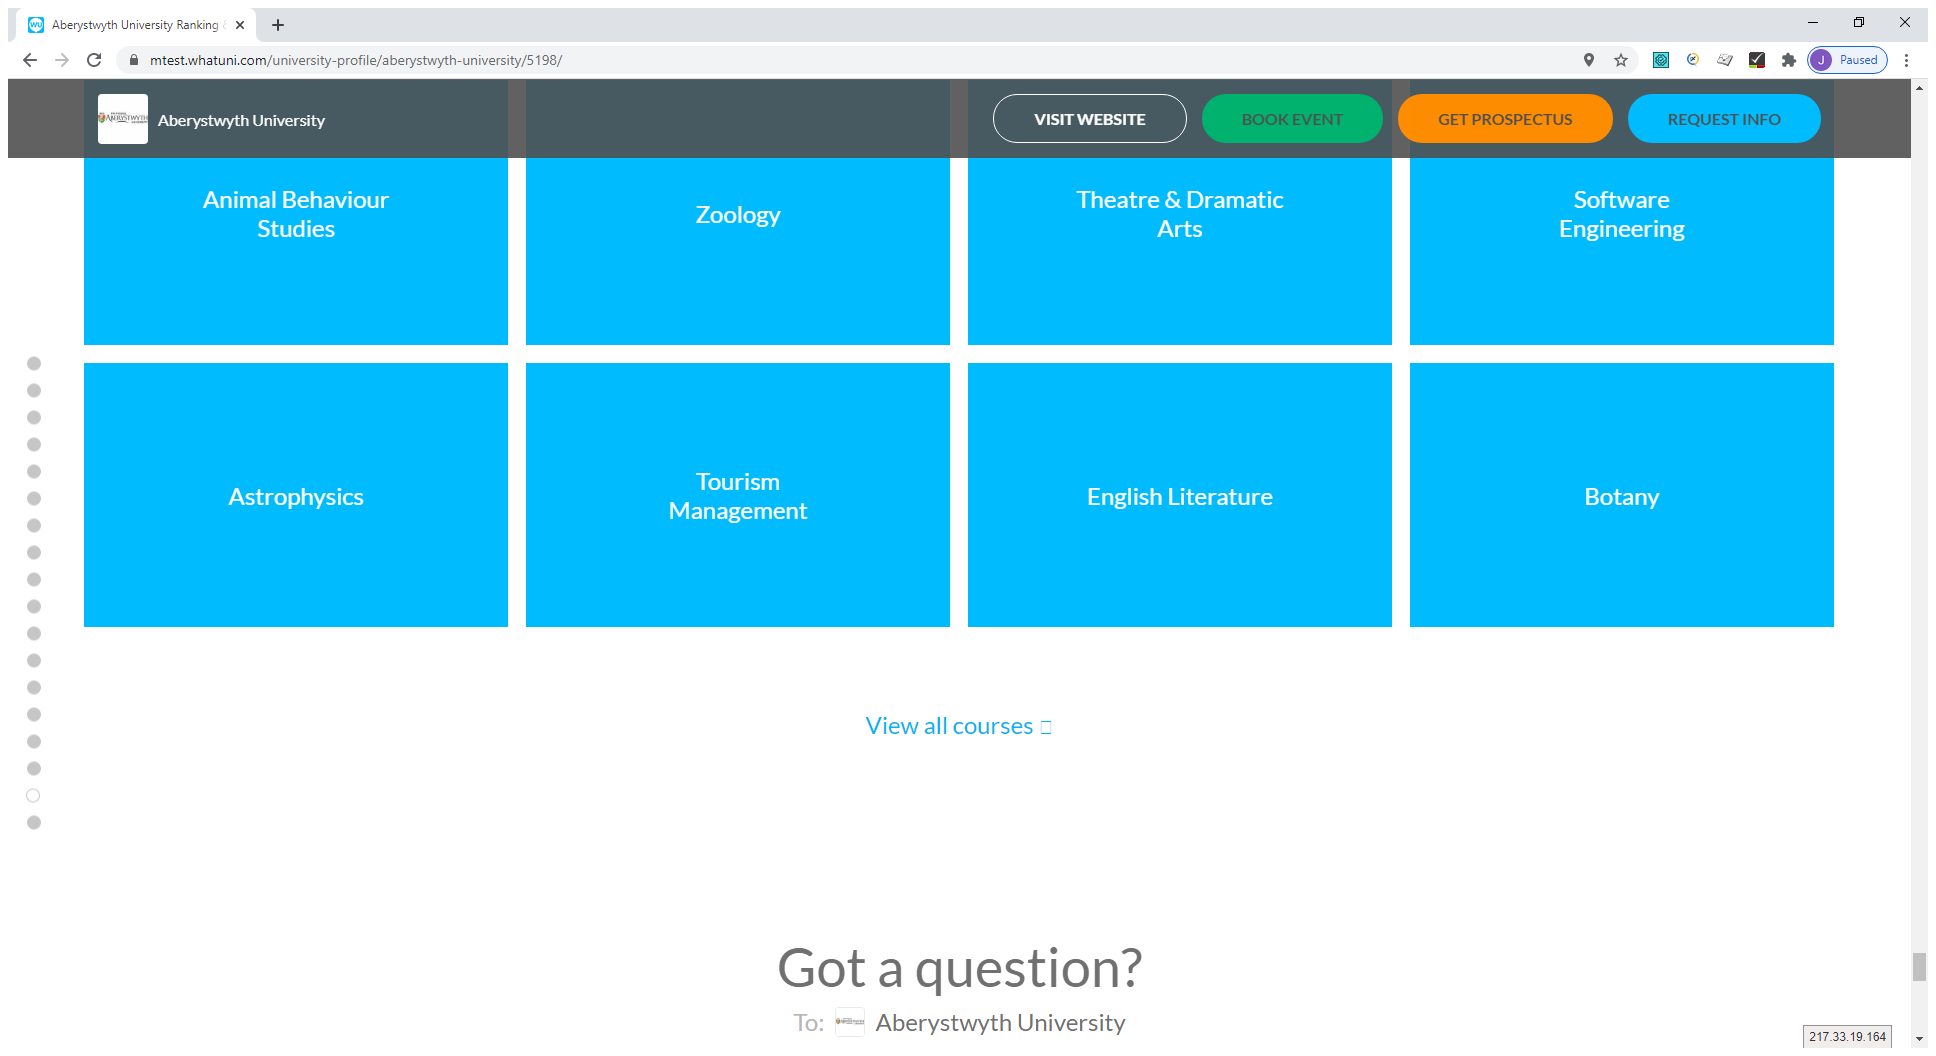 Aberystwyth University Ranking
mtest.whatuni.com/university-profile/aberystwyth-university/5198/
J Paused
ABERYSTWYTH
Aberystwyth University
VISIT WEBSITE
BOOK EVENT
GET PROSPECTUS
REQUEST INFO
Animal Behaviour
Studies
Zoology
Theatre & Dramatic
Arts
Software
Engineering
Astrophysics
Tourism
Management
English Literature
Botany
View all courses
Got a question?
To: Aberystwyth University
217.33.19.164